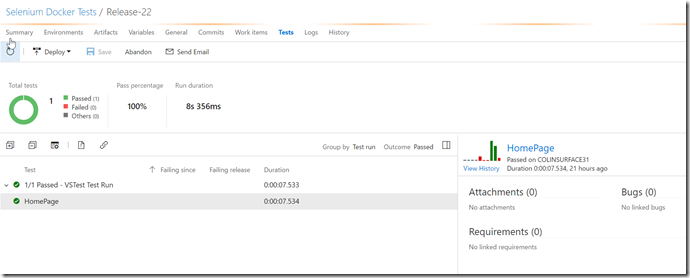 Selenium Docker Tests / Release-22
Summary Environments Artifacts Variables General Commits Work items Tests Logs History
Deploy Save Abandon Send Email
Total tests
1
Passed (1)
Failed (0)
Others (0)
Pass percentage
100%
Run duration
8s 356ms
Group by Test run Outcome Passed
Test Failing since Failing release Duration
1/1 Passed - VSTest Test Run 0:00:07.533
HomePage 0:00:07.534
HomePage
Passed on COLINSURFACE31
View History Duration 0:00:07.534, 21 hours ago
Attachments (0) Bugs (0)
No attachments No linked bugs
Requirements (0)
No linked requirements